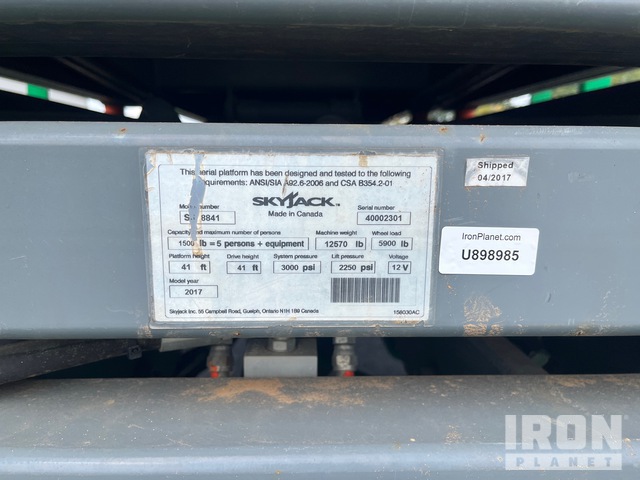 This aerial platform has been designed and tested to the following
requirements: ANSI/SIA A92.6-2006 and CSA B354.2-01
SKYJACK™
Made in Canada
Model number
8841
Serial number
40002301
Capacity and maximum number of persons
1500 lb = 5 persons + equipment
Machine weight
12570 lb
Wheel load
5900 lb
Platform height
41 ft
Drive height
41 ft
System pressure
3000 psi
Lift pressure
2250 psi
Voltage
12 V
Model year
2017
Skyjack Inc. 55 Campbell Road, Guelph, Ontario N1H 1B9 Canada
158030AC
Shipped
04/2017
IronPlanet.com
U898985
IRON
PLANET